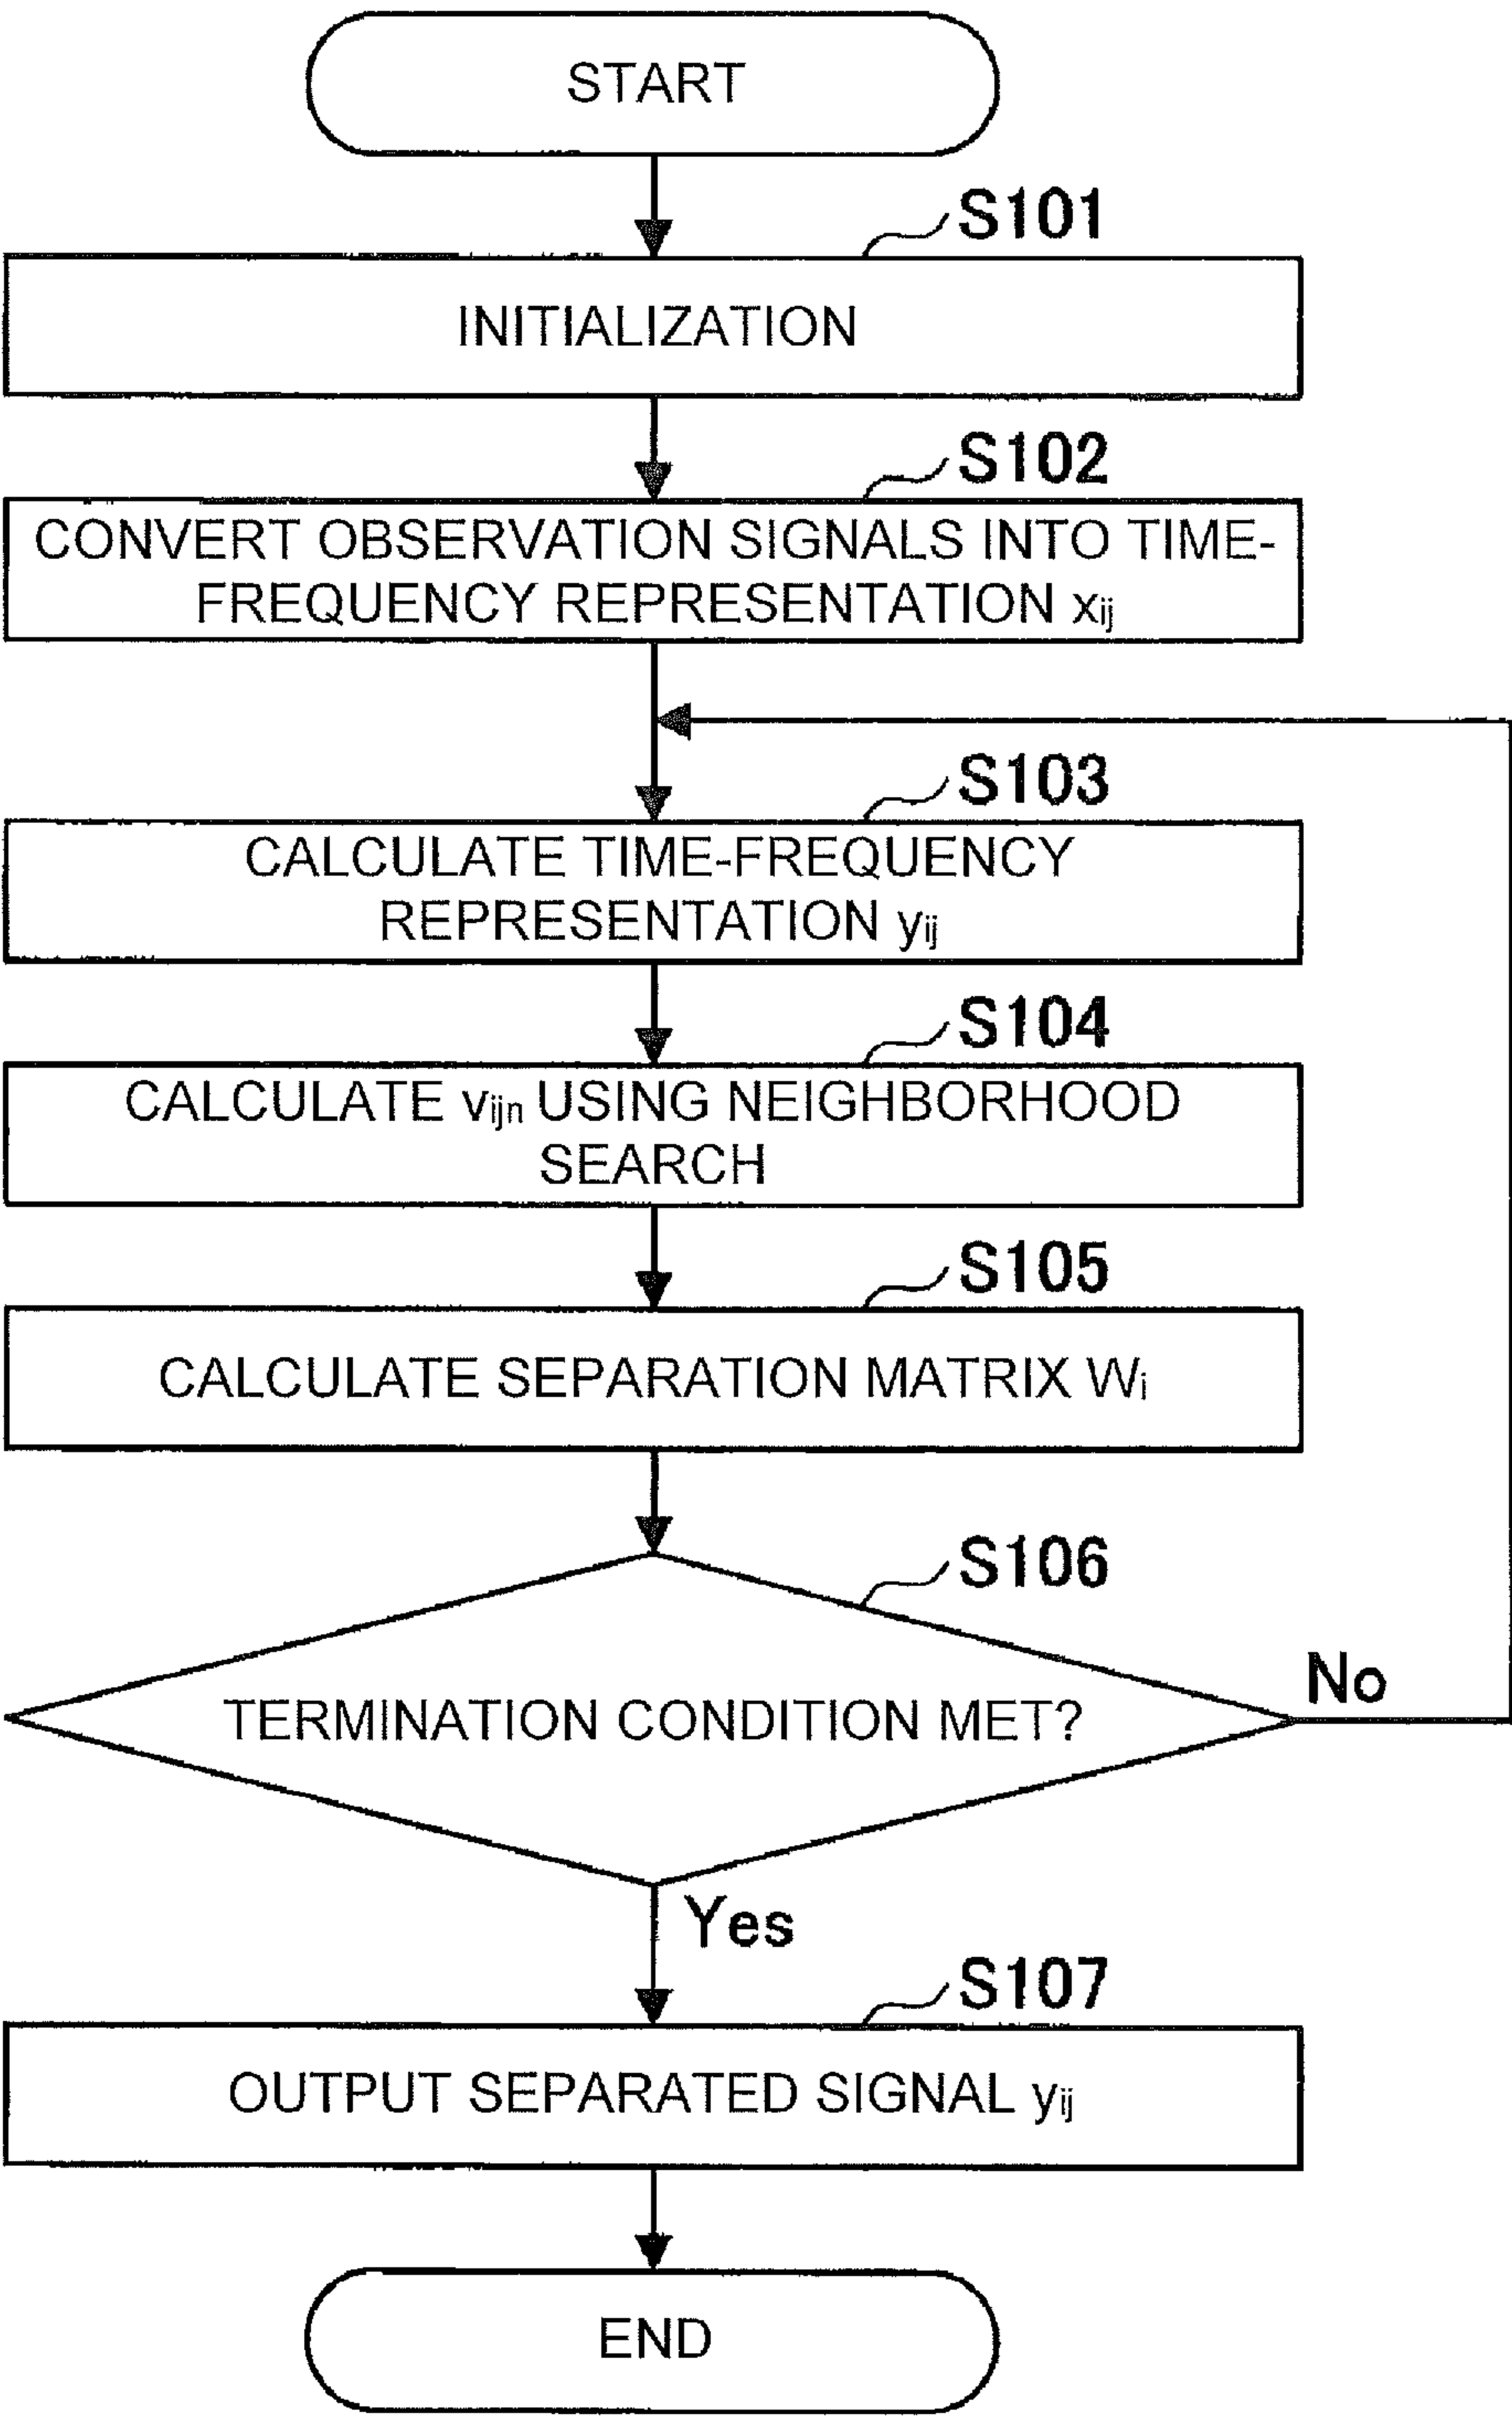 START
S101
INITIALIZATION
S102
CONVERT OBSERVATION SIGNALS INTO TIME-
FREQUENCY REPRESENTATION xij
S103
CALCULATE TIME-FREQUENCY
REPRESENTATION yij
S104
CALCULATE vijn USING NEIGHBORHOOD
SEARCH
S105
CALCULATE SEPARATION MATRIX Wi
S106
TERMINATION CONDITION MET?
No
Yes
S107
OUTPUT SEPARATED SIGNAL yij
END